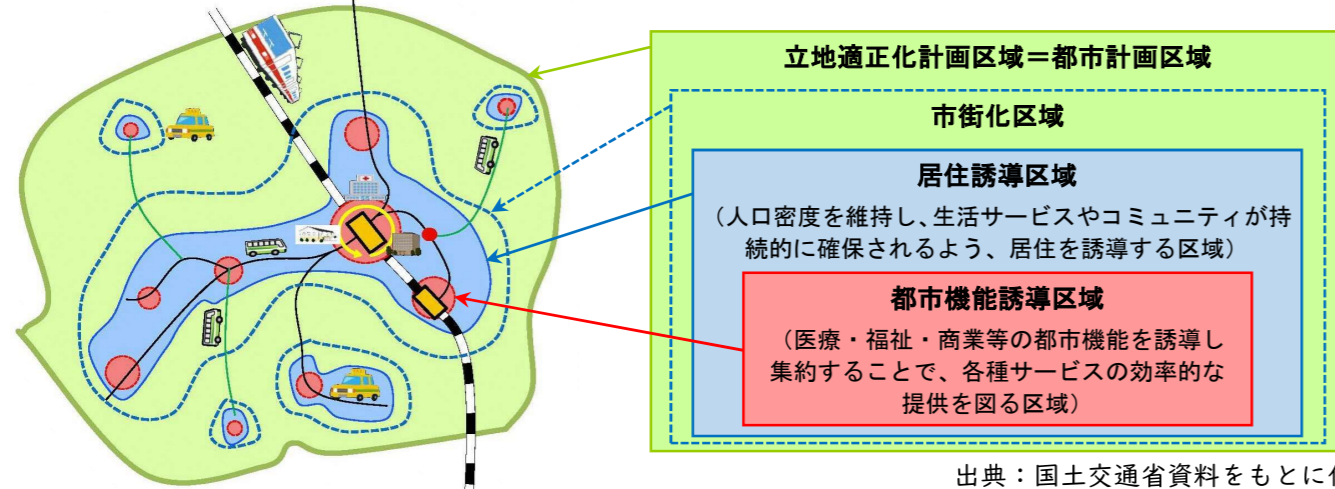 立地適正化計画区域＝都市計画区域
市街化区域
居住誘導区域
（人口密度を維持し、生活サービスやコミュニティが持
続的に確保されるよう、居住を誘導する区域）
都市機能誘導区域
（医療・福祉・商業等の都市機能を誘導し
集約することで、各種サービスの効率的な
提供を図る区域）
出典：国土交通省資料をもとに